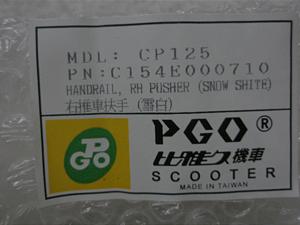 MDL: CP125
PN:C154E000710
HANDRAIL, RH PUSHER (SNOW SHITE)
右推車扶手 (雪白)
PGO
PGO®
比雅久機車
SCOOTER
MADE IN TAIWAN